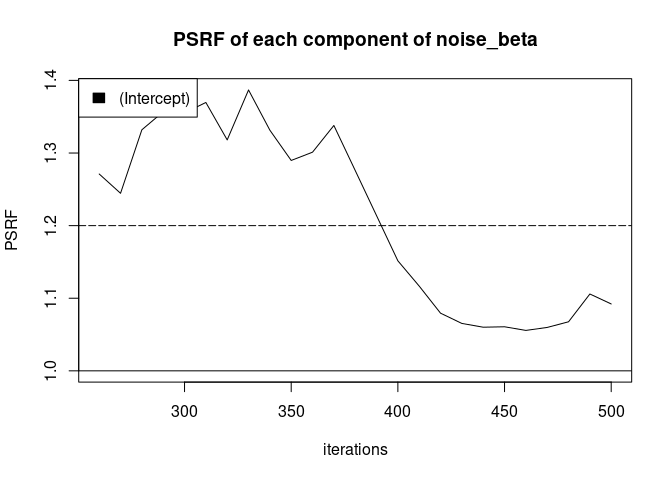 PSRF of each component of noise_beta
(Intercept)
PSRF
1.4
1.3
1.2
1.1
1.0
300 350 400 450 500
iterations